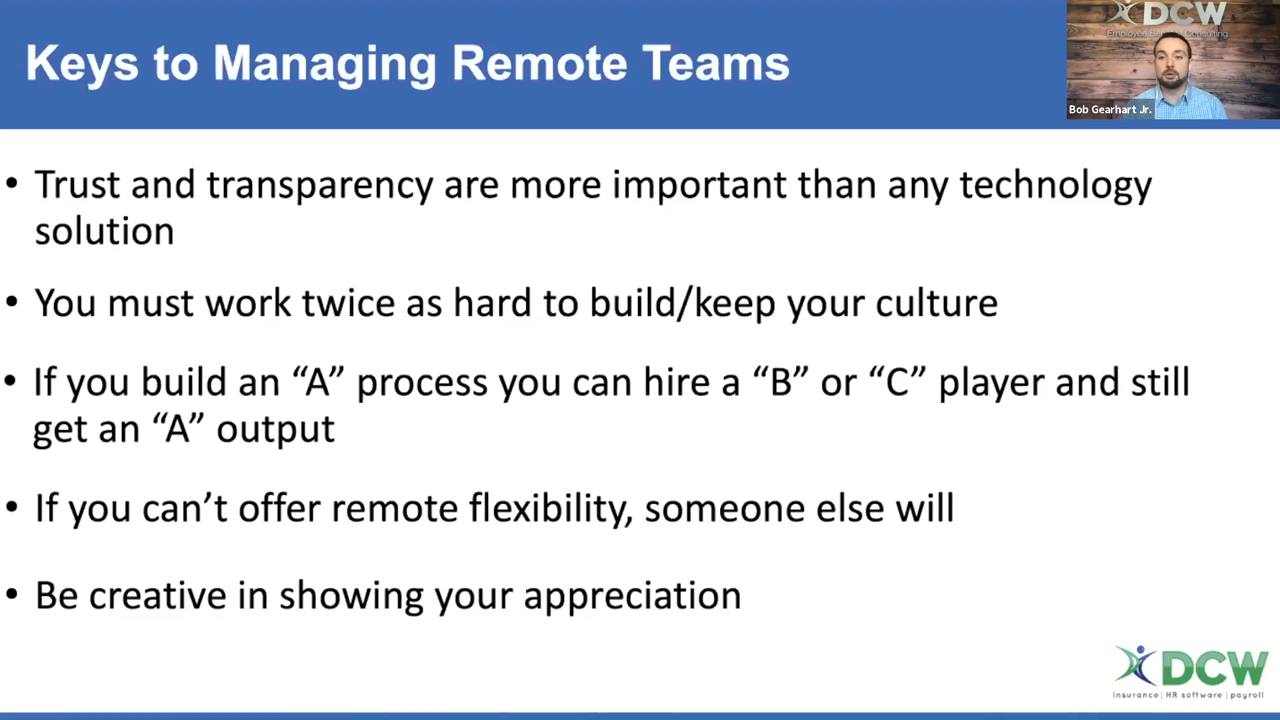 Keys to Managing Remote Teams
DCW
Employee Benefits Consulting
Bob Gearhart Jr.
• Trust and transparency are more important than any technology
solution
• You must work twice as hard to build/keep your culture
• If you build an “A” process you can hire a “B” or “C” player and still
get an “A” output
• If you can’t offer remote flexibility, someone else will
• Be creative in showing your appreciation
DCW
insurance | HR software | payroll